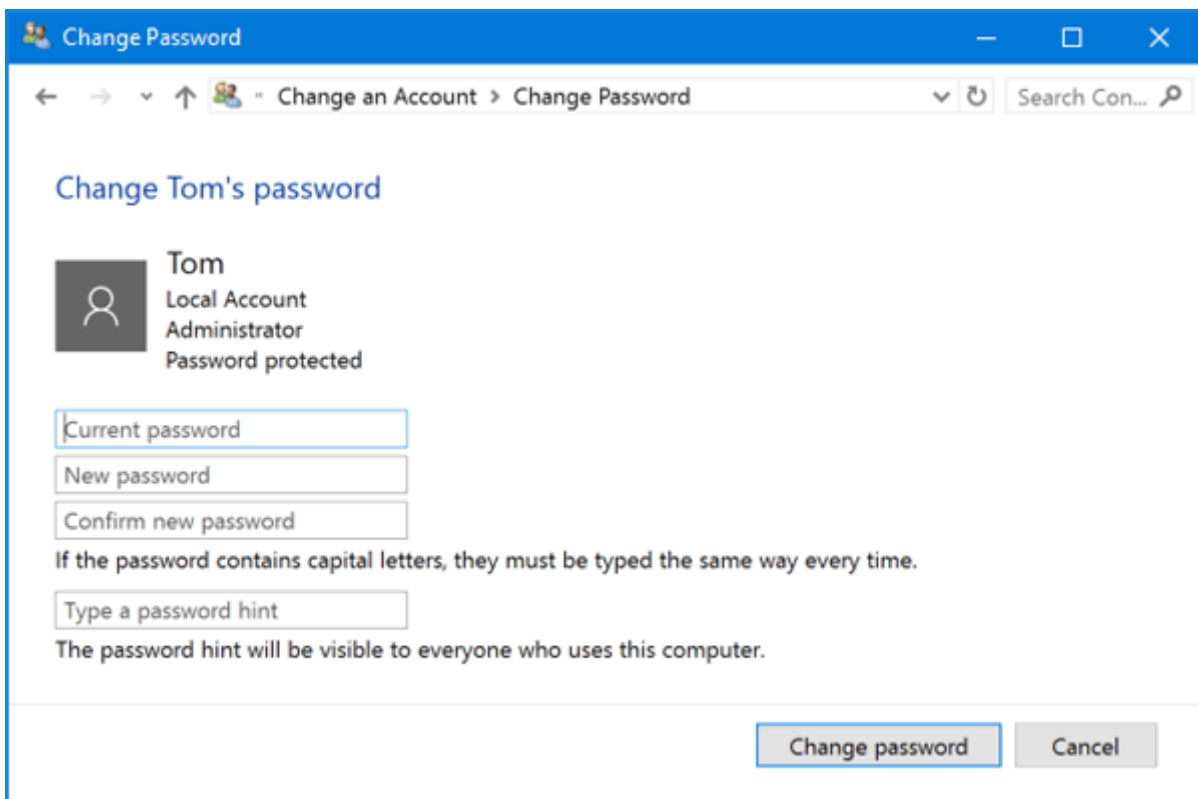 Change Password
Change an Account > Change Password
Search Con...
Change Tom's password
Tom
Local Account
Administrator
Password protected
Current password
New password
Confirm new password
If the password contains capital letters, they must be typed the same way every time.
Type a password hint
The password hint will be visible to everyone who uses this computer.
Change password
Cancel